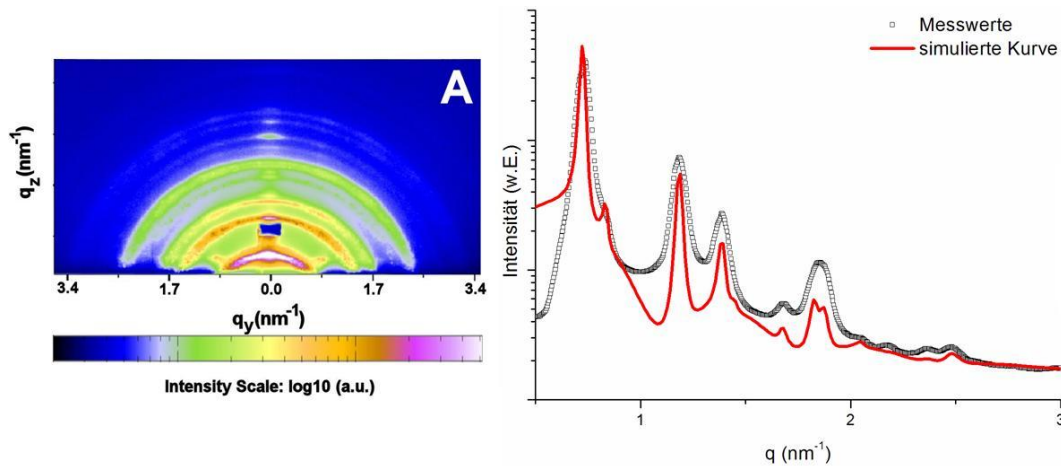 A
qz(nm-1)
3.4
1.7
0.0
1.7
3.4
qy(nm-1)
Intensity Scale: log10 (a.u.)
Messwerte
simulierte Kurve
Intensität (w.E.)
1
2
3
q (nm-1)